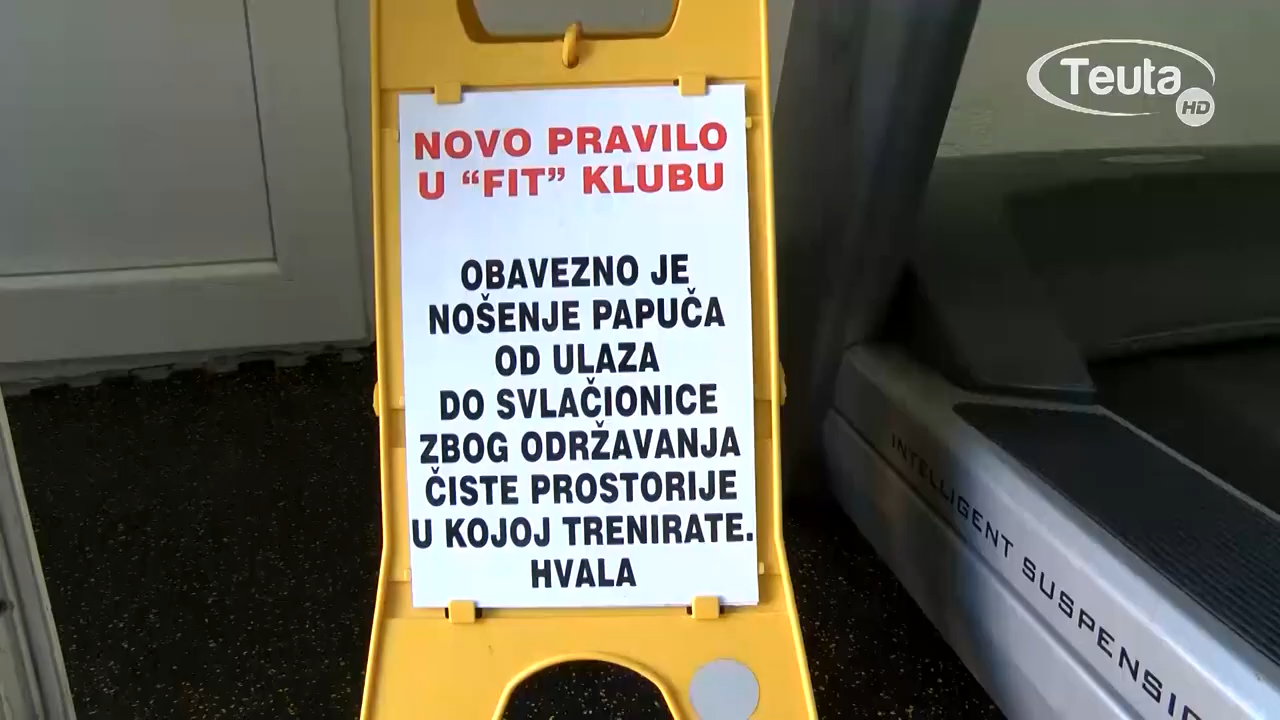 Teuta
HD
NOVO PRAVILO
U “FIT” KLUBU
OBAVEZNO JE
NOŠENJE PAPUČA
OD ULAZA
DO SVLAČIONICE
ZBOG ODRŽAVANJA
ČISTE PROSTORIJE
U KOJOJ TRENIRATE.
HVALA
INTELLIGENT